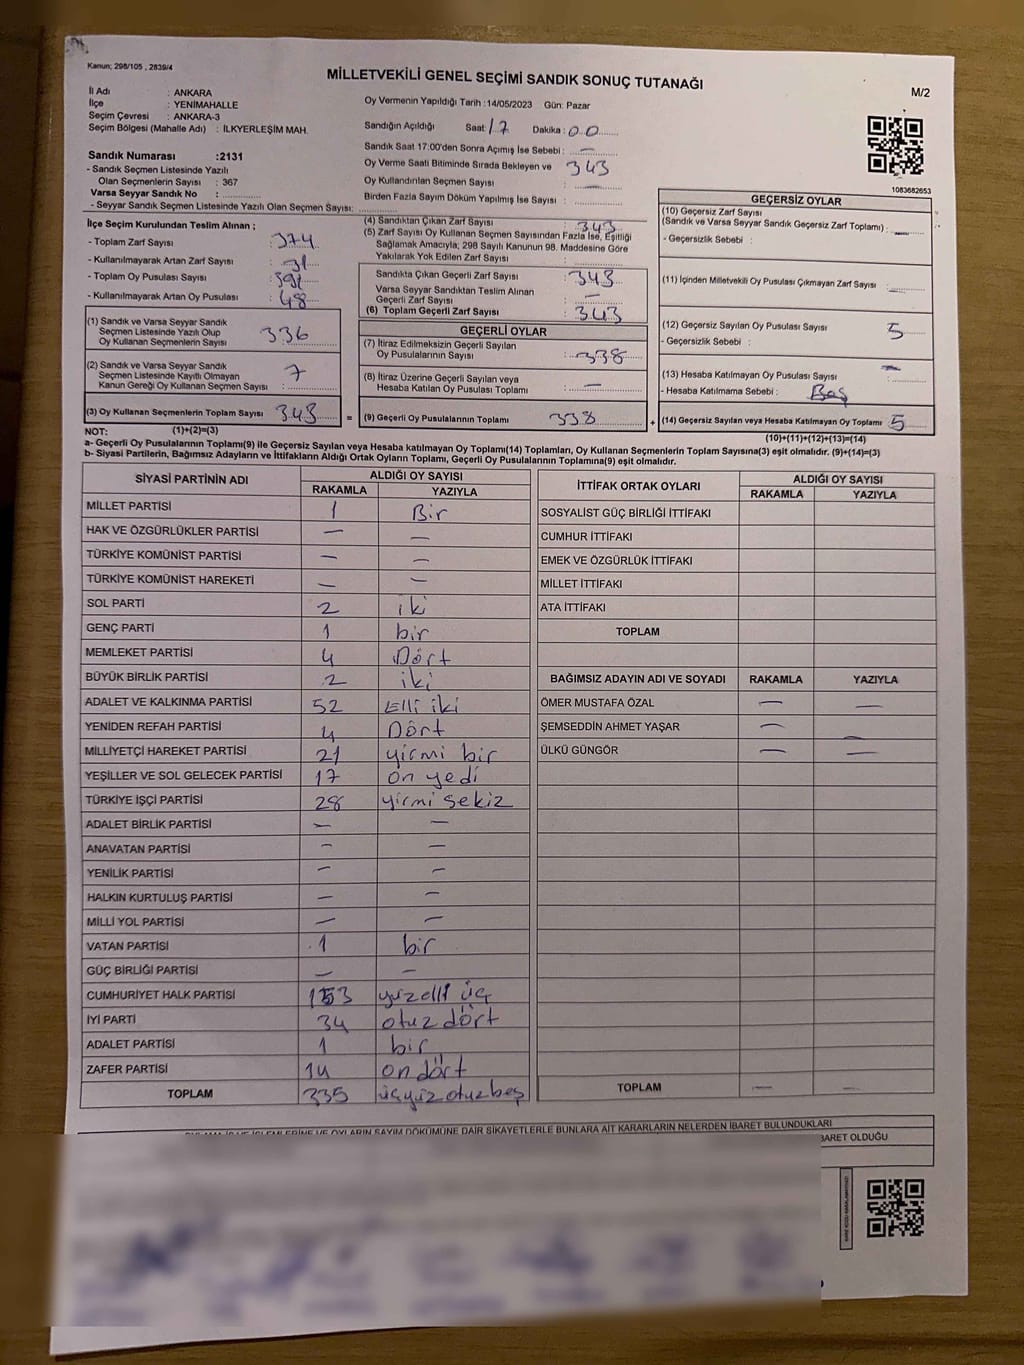 Kanun; 298/105 , 2839/4
MİLLETVEKİLİ GENEL SEÇİMİ SANDIK SONUÇ TUTANAĞI
M/2
İl Adı : ANKARA
İlçe : YENİMAHALLE
Seçim Çevresi : ANKARA-3
Seçim Bölgesi (Mahalle Adı) : İLKYERLEŞİM MAH.
Sandık Numarası :2131
- Sandık Seçmen Listesinde Yazılı
Olan Seçmenlerin Sayısı : 367
Varsa Seyyar Sandık No :
- Seyyar Sandık Seçmen Listesinde Yazılı Olan Seçmen Sayısı:
Oy Vermenin Yapıldığı Tarih :14/05/2023 Gün: Pazar
Sandığın Açıldığı Saat: 17 Dakika : 00
Sandık Saat 17:00'den Sonra Açımış İse Sebebi : —
Oy Verme Saati Bitiminde Sırada Bekleyen ve 343
Oy Kullandırılan Seçmen Sayısı : —
Birden Fazla Sayım Döküm Yapılmış İse Sayısı :
1083682653
İlçe Seçim Kurulundan Teslim Alınan ;
- Toplam Zarf Sayısı : 374
- Kullanılmayarak Artan Zarf Sayısı : 31
- Toplam Oy Pusulası Sayısı : 391
- Kullanılmayarak Artan Oy Pusulası : 48
(1) Sandık ve Varsa Seyyar Sandık
Seçmen Listesinde Yazılı Olup
Oy Kullanan Seçmenlerin Sayısı : 336
(2) Sandık ve Varsa Seyyar Sandık
Seçmen Listesinde Kayıtlı Olmayan
Kanun Gereği Oy Kullanan Seçmen Sayısı : 7
(3) Oy Kullanan Seçmenlerin Toplam Sayısı : 343 =
(1)+(2)=(3)
(4) Sandıktan Çıkan Zarf Sayısı : 343
(5) Zarf Sayısı Oy Kullanan Seçmen Sayısından Fazla İse, Eşitliği
Sağlamak Amacıyla; 298 Sayılı Kanunun 98. Maddesine Göre
Yakılarak Yok Edilen Zarf Sayısı :
Sandıkta Çıkan Geçerli Zarf Sayısı : 343
Varsa Seyyar Sandıktan Teslim Alınan
Geçerli Zarf Sayısı : —
(6) Toplam Geçerli Zarf Sayısı : 343
GEÇERLİ OYLAR
(7) İtiraz Edilmeksizin Geçerli Sayılan
Oy Pusulalarının Sayısı : 338
(8) İtiraz Üzerine Geçerli Sayılan veya
Hesaba Katılan Oy Pusulası Toplamı : —
(9) Geçerli Oy Pusulalarının Toplamı : 338 +
GEÇERSİZ OYLAR
(10) Geçersiz Zarf Sayısı
(Sandık ve Varsa Seyyar Sandık Geçersiz Zarf Toplamı) : —
- Geçersizlik Sebebi :
(11) İçinden Milletvekili Oy Pusulası Çıkmayan Zarf Sayısı : —
(12) Geçersiz Sayılan Oy Pusulası Sayısı : 5
- Geçersizlik Sebebi :
(13) Hesaba Katılmayan Oy Pusulası Sayısı : —
- Hesaba Katılmama Sebebi : Beş
(14) Geçersiz Sayılan veya Hesaba Katılmayan Oy Toplamı : 5
(10)+(11)+(12)+(13)=(14)
NOT:
a- Geçerli Oy Pusulalarının Toplamı(9) ile Geçersiz Sayılan veya Hesaba katılmayan Oy Toplamı(14) Toplamları, Oy Kullanan Seçmenlerin Toplam Sayısına(3) eşit olmalıdır. (9)+(14)=(3)
b- Siyasi Partilerin, Bağımsız Adayların ve İttifakların Aldığı Ortak Oyların Toplamı, Geçerli Oy Pusulalarının Toplamına(9) eşit olmalıdır.
SİYASİ PARTİNİN ADI ALDIĞI OY SAYISI
RAKAMLA YAZIYLA
MİLLET PARTİSİ 1 Bir
HAK VE ÖZGÜRLÜKLER PARTİSİ — —
TÜRKİYE KOMÜNİST PARTİSİ — —
TÜRKİYE KOMÜNİST HAREKETİ — —
SOL PARTİ 2 iki
GENÇ PARTİ 1 bir
MEMLEKET PARTİSİ 4 Dört
BÜYÜK BİRLİK PARTİSİ 2 iki
ADALET VE KALKINMA PARTİSİ 52 Elli iki
YENİDEN REFAH PARTİSİ 4 Dört
MİLLİYETÇİ HAREKET PARTİSİ 21 yirmi bir
YEŞİLLER VE SOL GELECEK PARTİSİ 17 on yedi
TÜRKİYE İŞÇİ PARTİSİ 28 yirmi sekiz
ADALET BİRLİK PARTİSİ — —
ANAVATAN PARTİSİ — —
YENİLİK PARTİSİ — —
HALKIN KURTULUŞ PARTİSİ — —
MİLLİ YOL PARTİSİ — —
VATAN PARTİSİ 1 bir
GÜÇ BİRLİĞİ PARTİSİ — —
CUMHURİYET HALK PARTİSİ 153 yüzelli üç
İYİ PARTİ 34 otuz dört
ADALET PARTİSİ 1 bir
ZAFER PARTİSİ 14 on dört
TOPLAM 335 üçyüz otuz beş
İTTİFAK ORTAK OYLARI ALDIĞI OY SAYISI
RAKAMLA YAZIYLA
SOSYALİST GÜÇ BİRLİĞİ İTTİFAKI
CUMHUR İTTİFAKI
EMEK VE ÖZGÜRLÜK İTTİFAKI
MİLLET İTTİFAKI
ATA İTTİFAKI
TOPLAM
BAĞIMSIZ ADAYIN ADI VE SOYADI RAKAMLA YAZIYLA
ÖMER MUSTAFA ÖZAL — —
ŞEMSEDDİN AHMET YAŞAR — —
ÜLKÜ GÜNGÖR — —
TOPLAM — —
OYLARIN SAYIM DÖKÜMÜNE DAİR ŞİKAYETLERLE BUNLARA AİT KARARLARIN NELERDEN İBARET BULUNDUKLARI
BARET OLDUĞU